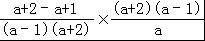 a+2-a+1
(a-1)(a+2)
×
(a+2)(a-1)
a